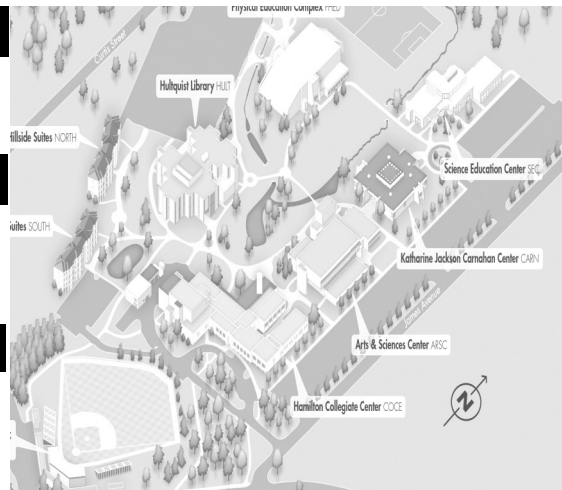 Physical Education Complex PHED
Curtis Street
Hultquist Library HULT
Hillside Suites NORTH
Science Education Center SEC
Suites SOUTH
Katharine Jackson Carnahan Center CARN
James Avenue
Arts & Sciences Center ARSC
Hamilton Collegiate Center COCE
N